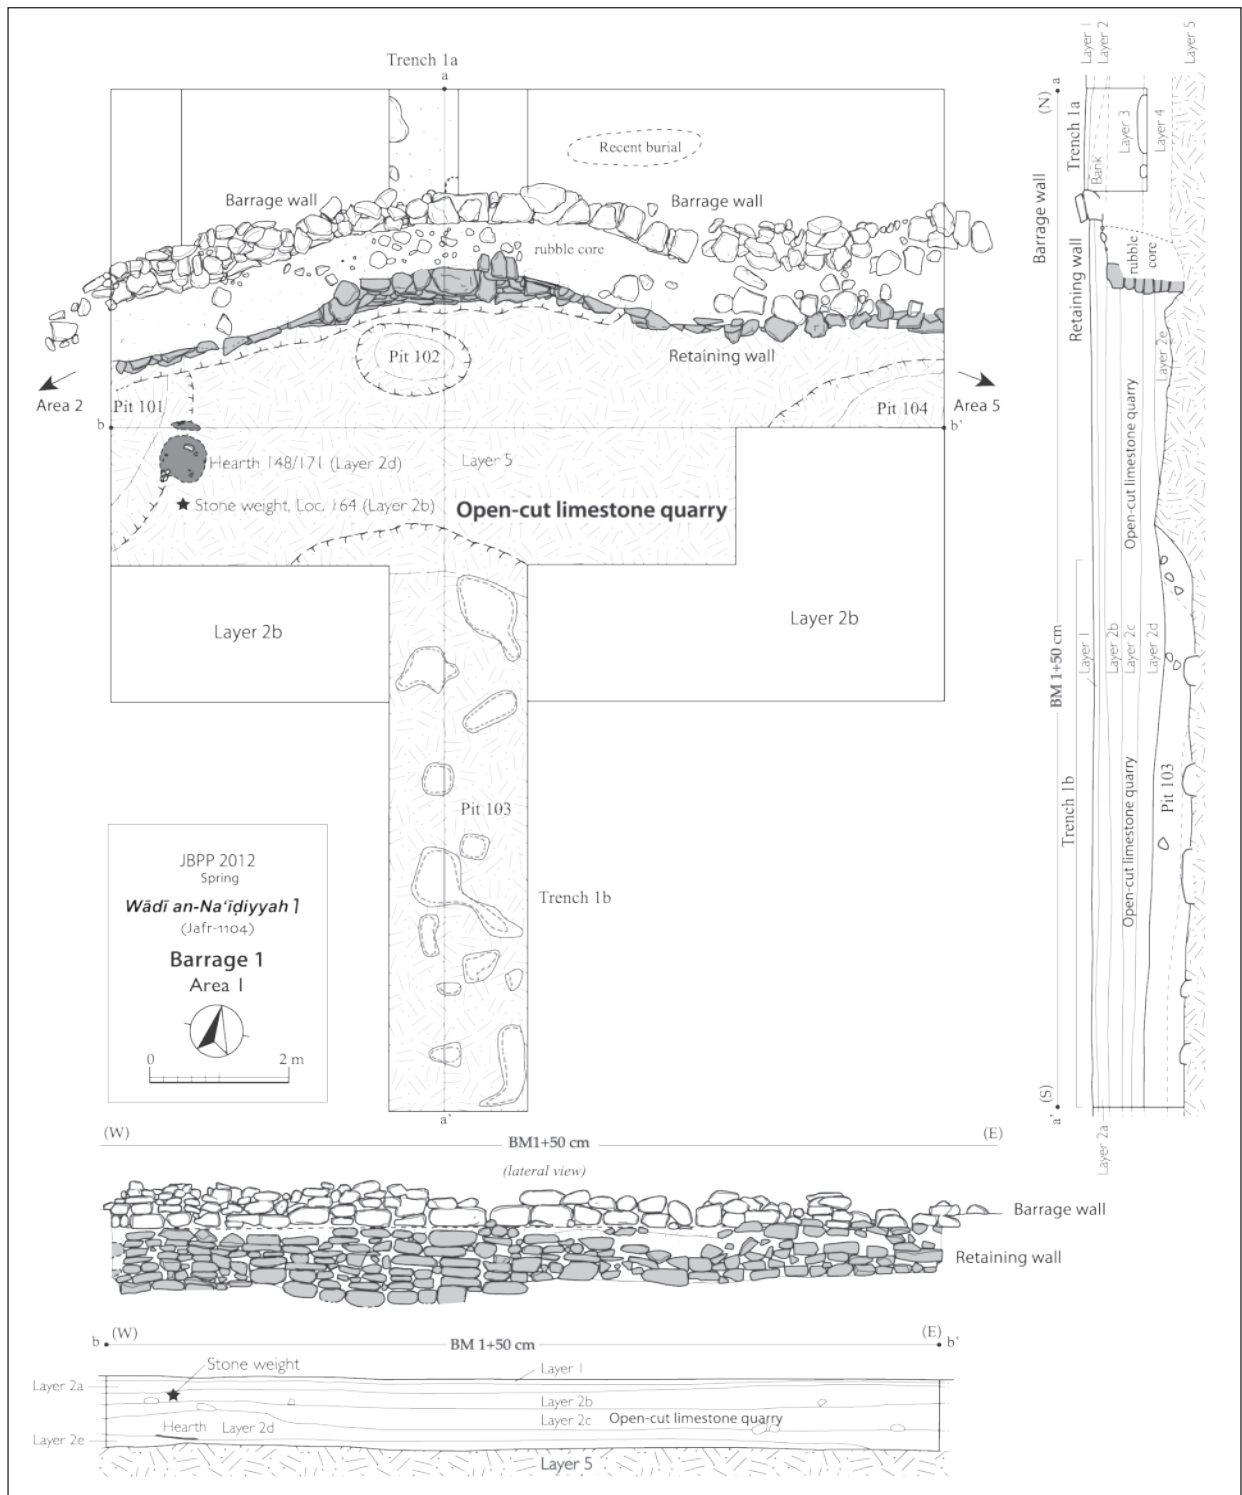 Trench 1a
a
Recent burial
Barrage wall
Barrage wall
rubble core
Pit 102
Retaining wall
Area 2
Pit 101
Pit 104
Area 5
b
b'
Hearth 148/171 (Layer 2d)
Layer 5
Stone weight, Loc. 164 (Layer 2b)
Open-cut limestone quarry
Layer 2b
Layer 2b
Pit 103
Trench 1b
a'
JBPP 2012
Spring
Wādī an-Na‘īḍiyyah 1
(Jafr-1104)
Barrage 1
Area 1
0 2 m
Layer 1
Layer 2
Layer 5
a
(N)
Trench 1a
Bank
Layer 3
Layer 4
Barrage wall
Retaining wall
rubble core
Layer 2e
Open-cut limestone quarry
BM 1+50 cm
Layer 1
Layer 2b
Layer 2c
Layer 2d
Trench 1b
Open-cut limestone quarry
Pit 103
(S)
a'
Layer 2a
(W)
(E)
BM1+50 cm
(lateral view)
Barrage wall
Retaining wall
b
(W)
(E)
b'
BM 1+50 cm
Stone weight
Layer 1
Layer 2a
Layer 2b
Layer 2c
Open-cut limestone quarry
Hearth
Layer 2d
Layer 2e
Layer 5